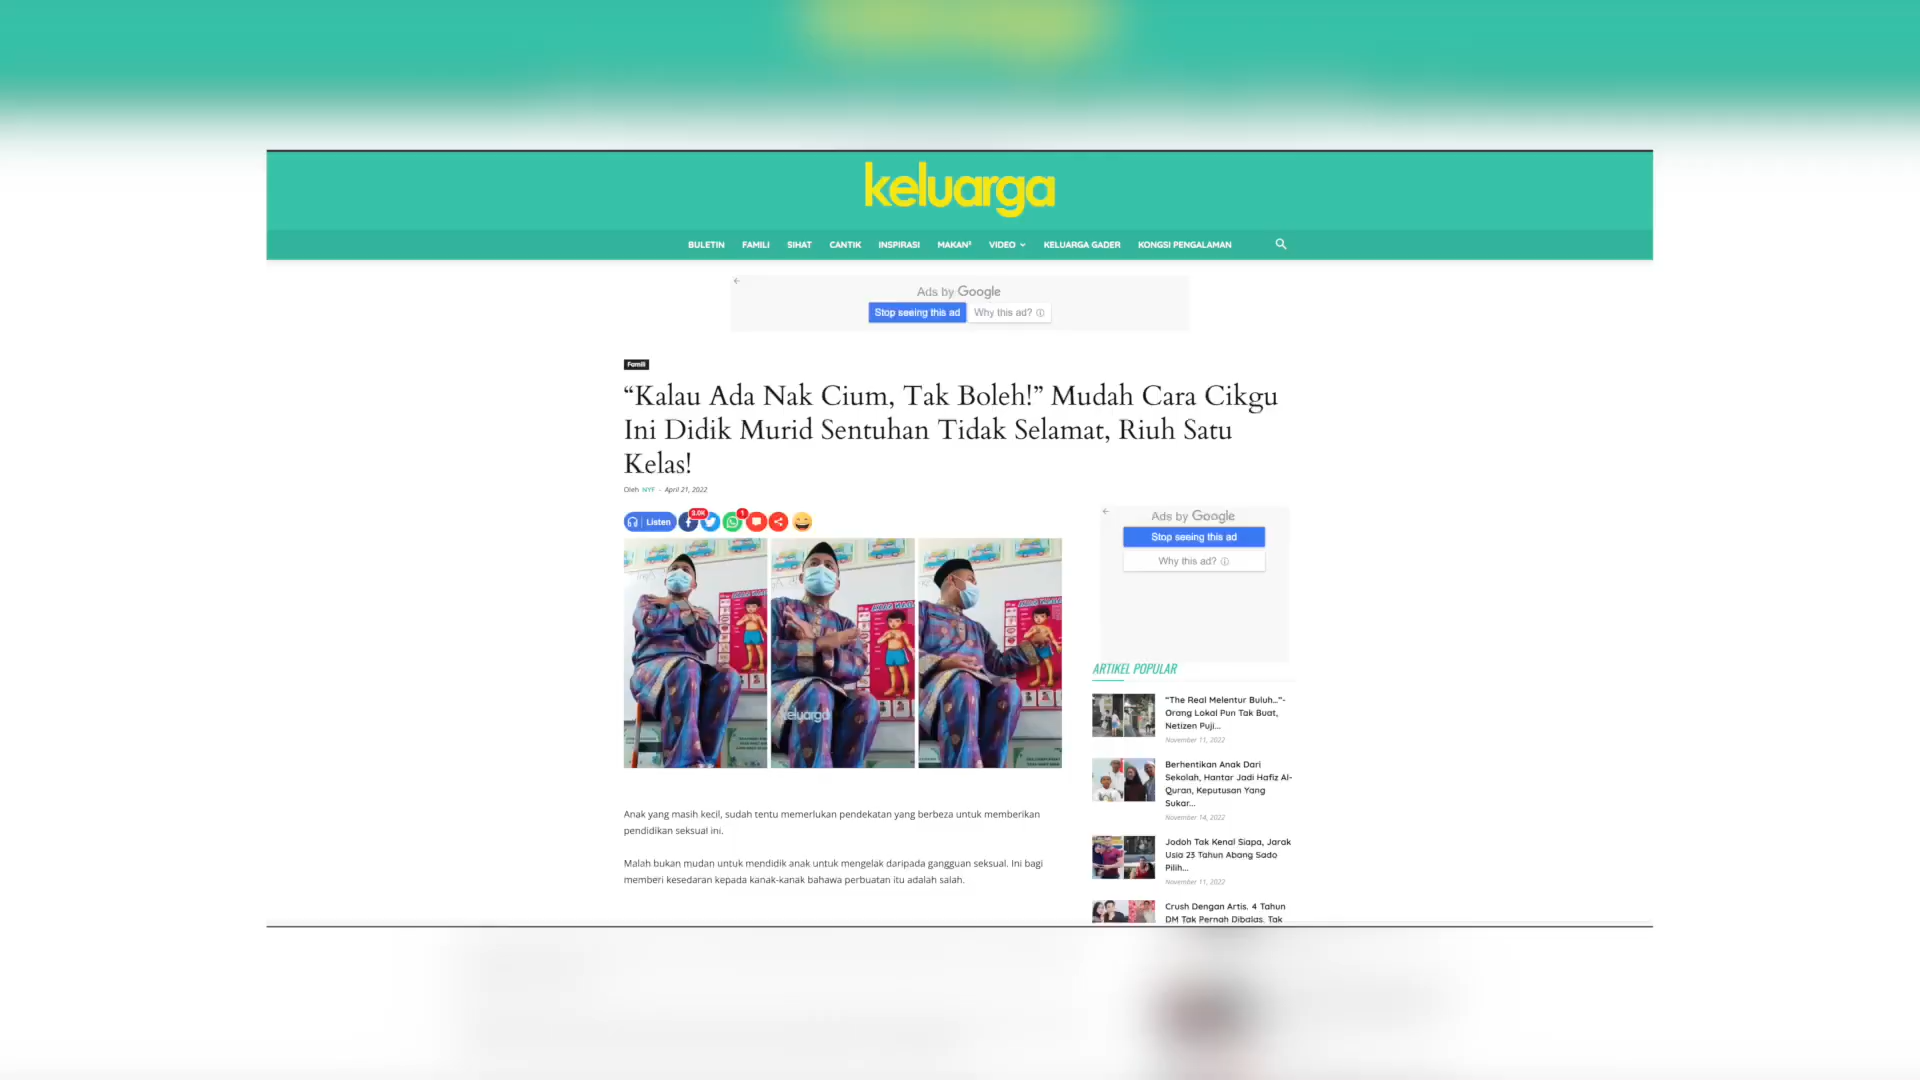 keluarga
BULETIN FAMILI SIHAT CANTIK INSPIRASI MAKAN² VIDEO KELUARGA GADER KONGSI PENGALAMAN
Ads by Google
Stop seeing this ad Why this ad?
Famili
“Kalau Ada Nak Cium, Tak Boleh!” Mudah Cara Cikgu
Ini Didik Murid Sentuhan Tidak Selamat, Riuh Satu
Kelas!
Oleh NYF - April 21, 2022
Listen 3.0K 1
keluarga
Anak yang masih kecil, sudah tentu memerlukan pendekatan yang berbeza untuk memberikan
pendidikan seksual ini.
Malah bukan mudan untuk mendidik anak untuk mengelak daripada gangguan seksual. Ini bagi
memberi kesedaran kepada kanak-kanak bahawa perbuatan itu adalah salah.
Ads by Google
Stop seeing this ad
Why this ad?
ARTIKEL POPULAR
“The Real Melentur Buluh...”-
Orang Lokal Pun Tak Buat,
Netizen Puji...
November 11, 2022
Berhentikan Anak Dari
Sekolah, Hantar Jadi Hafiz Al-
Quran, Keputusan Yang
Sukar...
November 14, 2022
Jodoh Tak Kenal Siapa, Jarak
Usia 23 Tahun Abang Sado
Pilih...
November 11, 2022
Crush Dengan Artis. 4 Tahun
DM Tak Pernah Dibalas. Tak